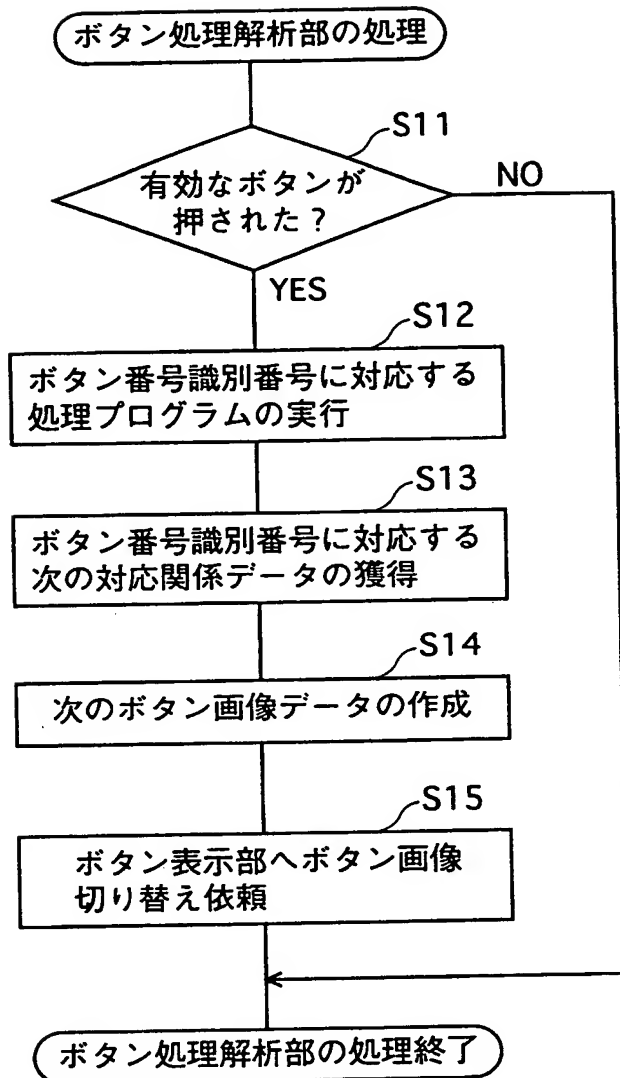 ボタン処理解析部の処理
S11
有効なボタンが
押された？
NO
YES
S12
ボタン番号識別番号に対応する
処理プログラムの実行
S13
ボタン番号識別番号に対応する
次の対応関係データの獲得
S14
次のボタン画像データの作成
S15
ボタン表示部へボタン画像
切り替え依頼
ボタン処理解析部の処理終了